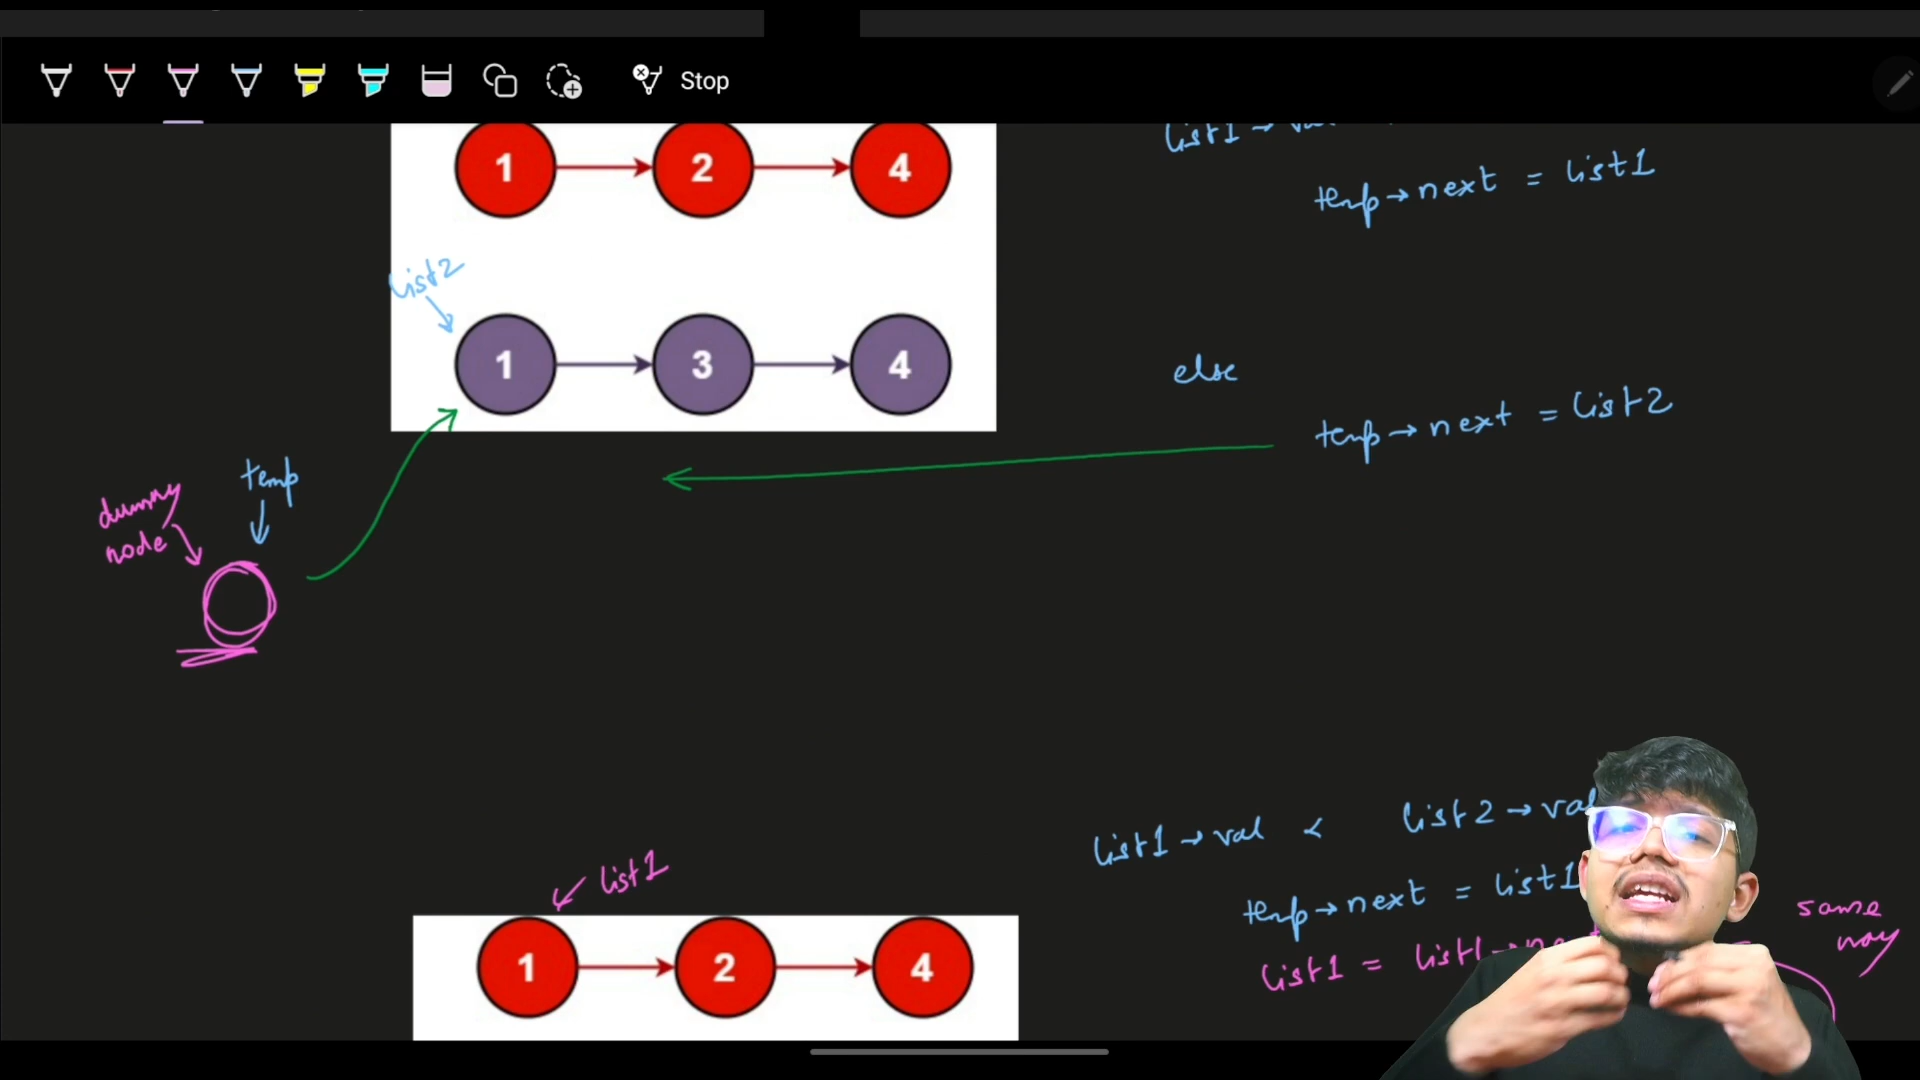 Stop
list1 →
temp → next = list1
1 2 4
list2
1 3 4
else
temp → next = list2
temp
dummy
node
list1 → val < list2 → val
temp → next = list1
list1 = list1 →
same
way
list1
1 2 4